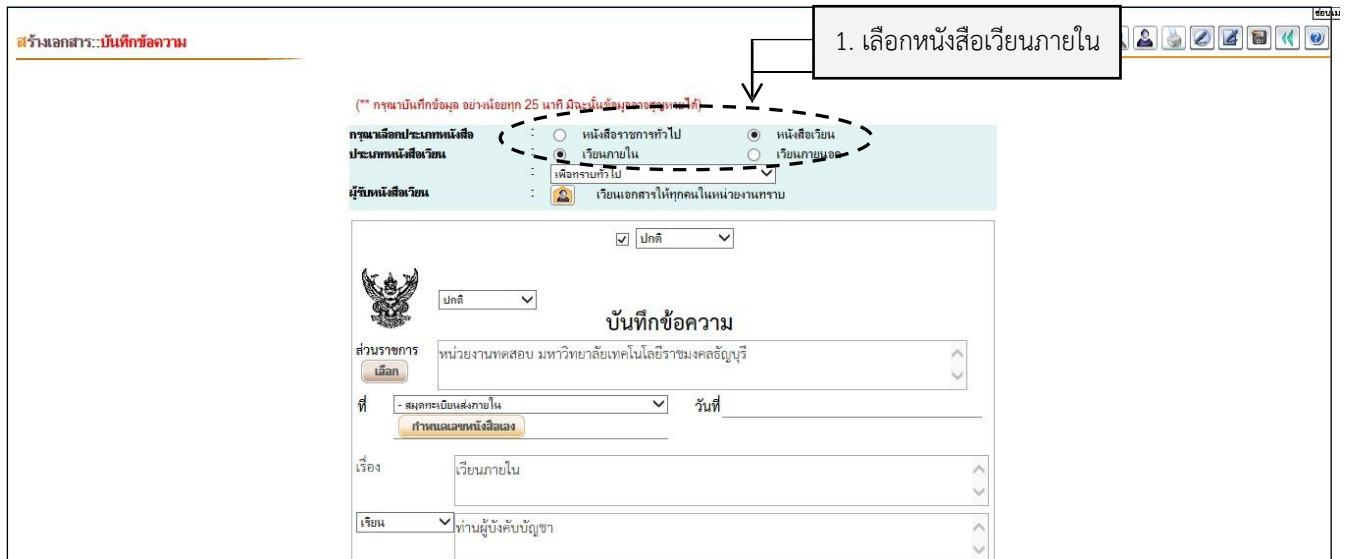 ซ่อนเม
สร้างเอกสาร::บันทึกข้อความ
1. เลือกหนังสือเวียนภายใน
(** กรุณาบันทึกข้อมูล อย่างน้อยทุก 25 นาที มิฉะนั้นข้อมูลอาจสูญหายได้)
กรุณาเลือกประเภทหนังสือ : หนังสือราชการทั่วไป หนังสือเวียน
ประเภทหนังสือเวียน : เวียนภายใน เวียนภายนอก
: เพื่อทราบทั่วไป
ผู้รับหนังสือเวียน : เวียนเอกสารให้ทุกคนในหน่วยงานทราบ
ปกติ
ปกติ
บันทึกข้อความ
ส่วนราชการ หน่วยงานทดสอบ มหาวิทยาลัยเทคโนโลยีราชมงคลธัญบุรี
เลือก
ที่ - สมุดทะเบียนส่งภายใน วันที่
กำหนดเลขหนังสือเอง
เรื่อง เวียนภายใน
เรียน ท่านผู้บังคับบัญชา